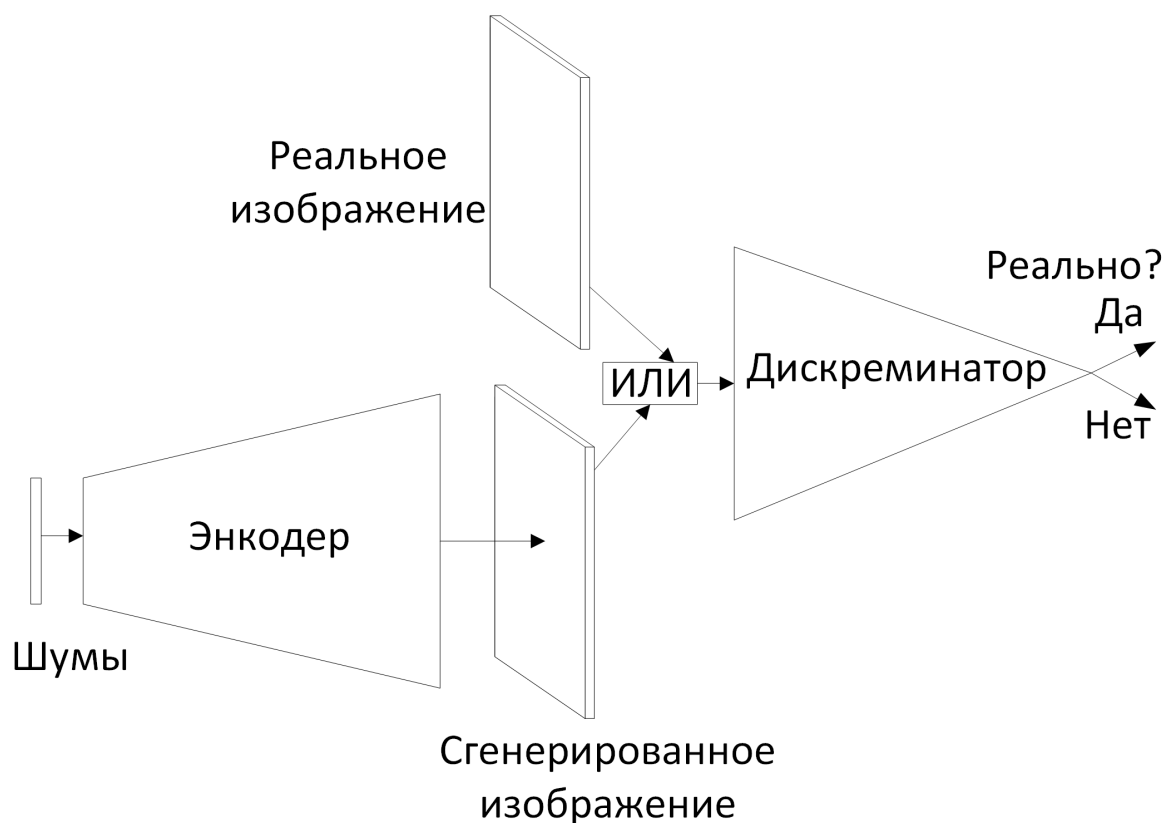 Реальное
изображение
Реально?
Да
ИЛИ
Дискреминатор
Нет
Энкодер
Шумы
Сгенерированное
изображение